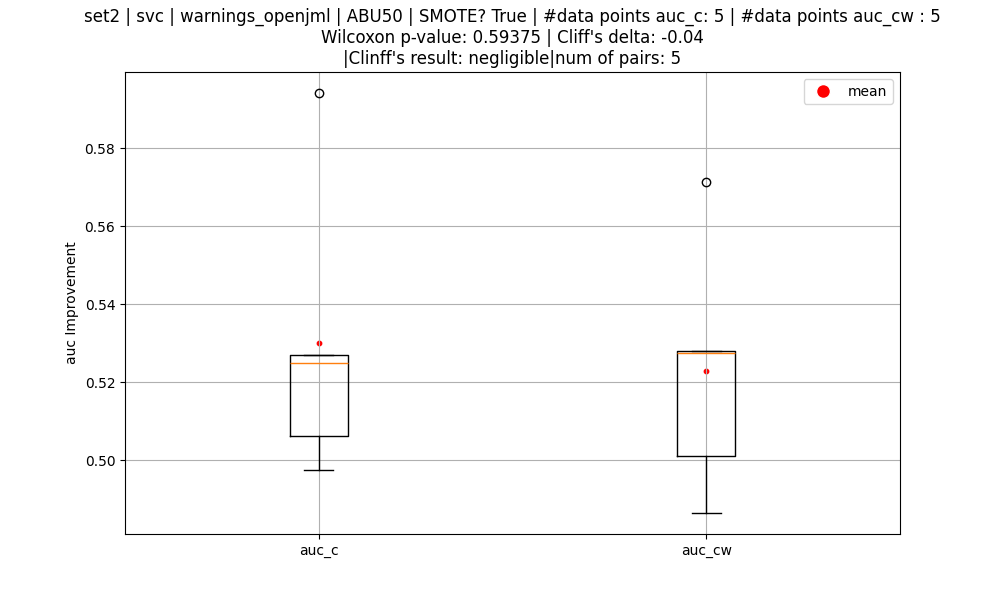 set2 | svc | warnings_openjml | ABU50 | SMOTE? True | #data points auc_c: 5 | #data points auc_cw : 5
Wilcoxon p-value: 0.59375 | Cliff's delta: -0.04
|Clinff's result: negligible|num of pairs: 5
mean
0.58
0.56
0.54
0.52
0.50
auc Improvement
auc_c
auc_cw